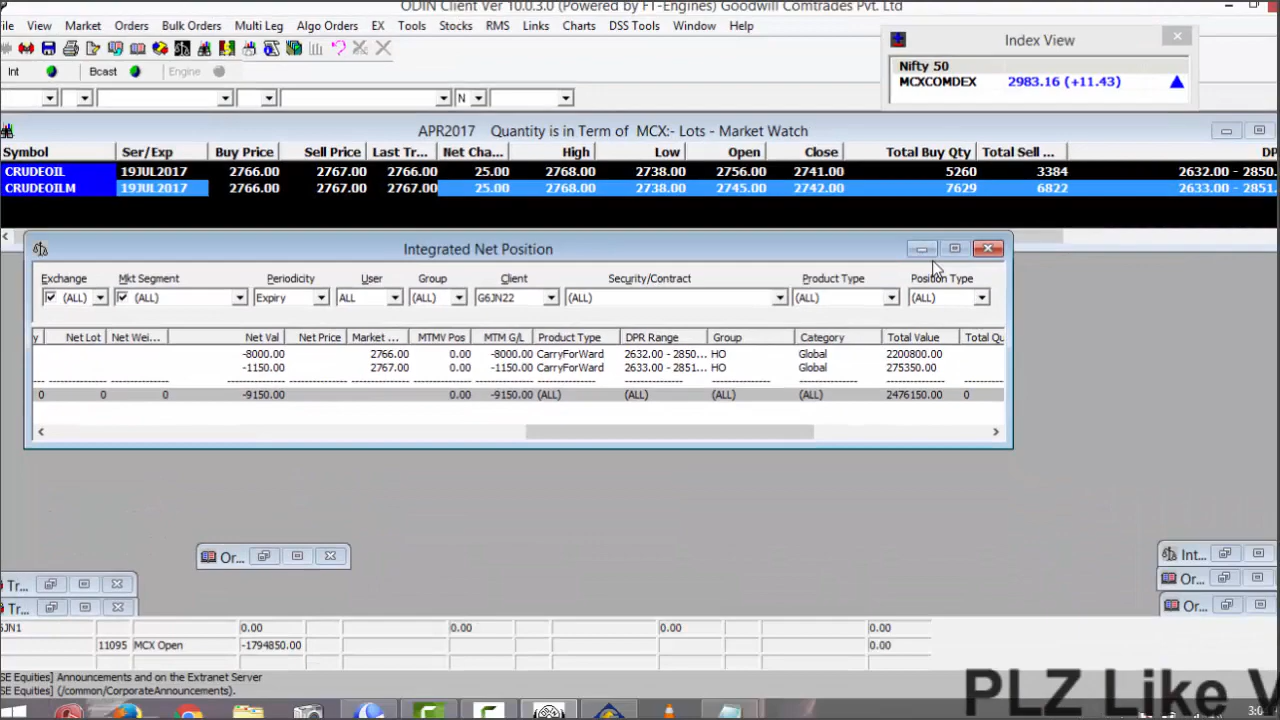 ODIN Client Ver 10.0.3.0 (Powered by FT-Engines) Goodwill Comtrades Pvt. Ltd
ile View Market Orders Bulk Orders Multi Leg Algo Orders EX Tools Stocks RMS Links Charts DSS Tools Window Help
Int Bcast Engine
N
Index View
Nifty 50
MCXCOMDEX 2983.16 (+11.43)
APR2017 Quantity is in Term of MCX:- Lots - Market Watch
Symbol Ser/Exp Buy Price Sell Price Last Tr... Net Cha... High Low Open Close Total Buy Qty Total Sell ... DP
CRUDEOIL 19JUL2017 2766.00 2767.00 2766.00 25.00 2768.00 2738.00 2756.00 2741.00 5260 3384 2632.00 - 2850.
CRUDEOILM 19JUL2017 2766.00 2767.00 2767.00 25.00 2768.00 2738.00 2745.00 2742.00 7629 6822 2633.00 - 2851.
Integrated Net Position
Exchange Mkt Segment Periodicity User Group Client Security/Contract Product Type Position Type
(ALL) (ALL) Expiry ALL (ALL) G6JN22 (ALL) (ALL) (ALL)
y Net Lot Net Wei... Net Val Net Price Market ... MTMV Pos MTM G/L Product Type DPR Range Group Category Total Value Total Qu
-8000.00 2766.00 0.00 -8000.00 CarryForWard 2632.00 - 2850... HO Global 2200800.00
-1150.00 2767.00 0.00 -1150.00 CarryForWard 2633.00 - 2851... HO Global 275350.00
0 0 0 -9150.00 0.00 -9150.00 (ALL) (ALL) (ALL) (ALL) 2476150.00 0
Or...
Int...
Tr...
Or...
Tr...
Or...
6JN1 0.00 0.00 0.00 0.00
11095 MCX Open -1794850.00 0.00
SE Equities] Announcements and on the Extranet Server
SE Equities] (/common/CorporateAnnouncements).
PLZ Like V